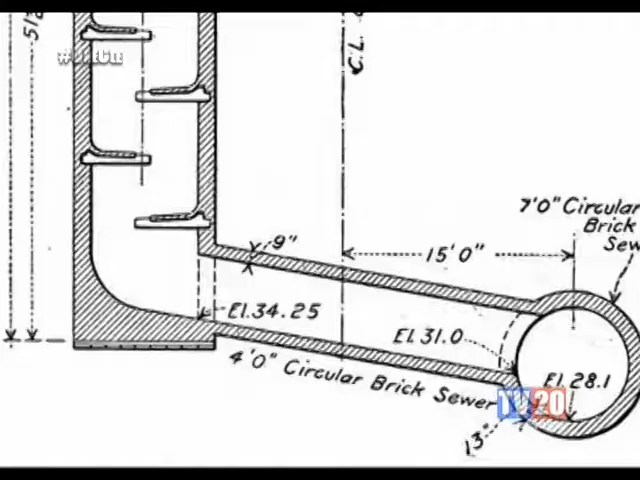 C.L.
7'0" Circular
Brick
9"
15'0"
El.34.25
El.31.0
El.28.1
4'0" Circular Brick Sewer
13"
20